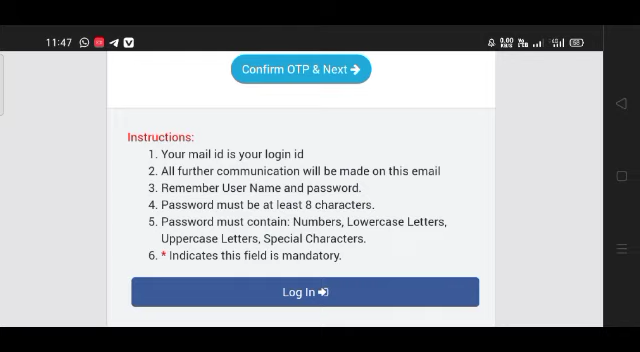 11:47
Confirm OTP & Next
Instructions:
1. Your mail id is your login id
2. All further communication will be made on this email
3. Remember User Name and password.
4. Password must be at least 8 characters.
5. Password must contain: Numbers, Lowercase Letters,
Uppercase Letters, Special Characters.
6. * Indicates this field is mandatory.
Log In